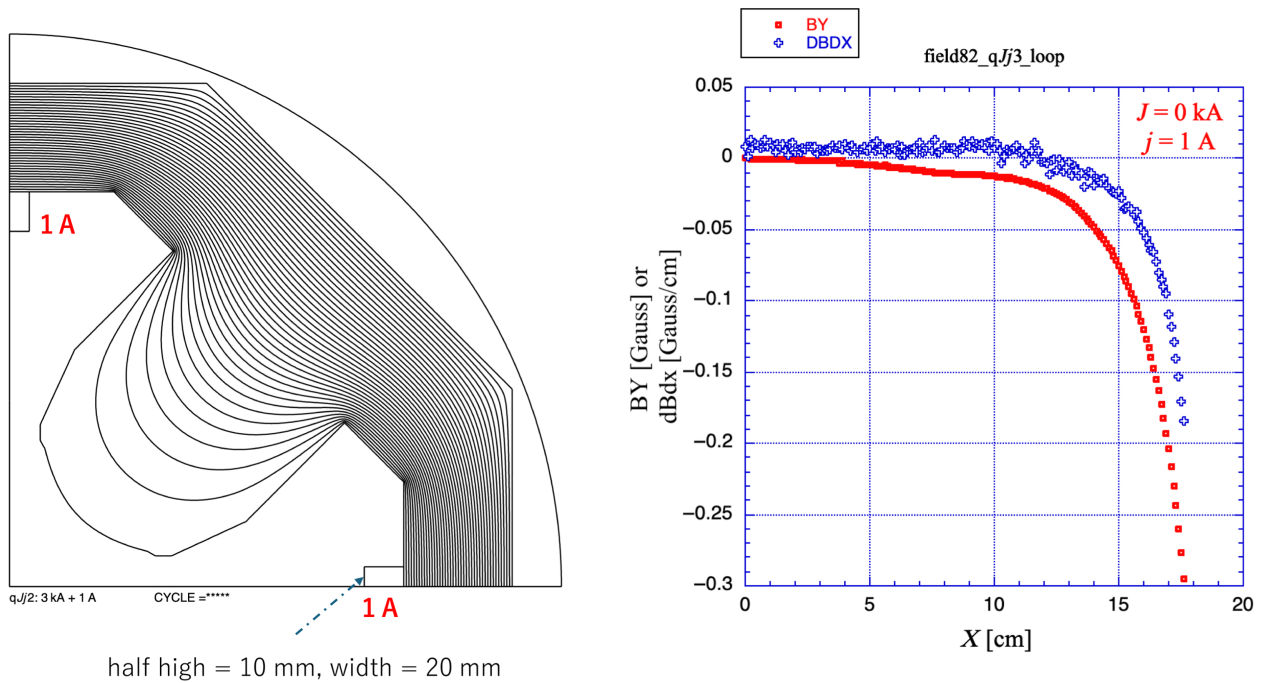 1 A
1 A
qJj2: 3 kA + 1 A CYCLE =*****
half high = 10 mm, width = 20 mm
BY
DBDX
field82_qJj3_loop
J = 0 kA
j = 1 A
0.05
0
−0.05
−0.1
−0.15
−0.2
−0.25
−0.3
BY [Gauss] or
dBdx [Gauss/cm]
0 5 10 15 20
X [cm]